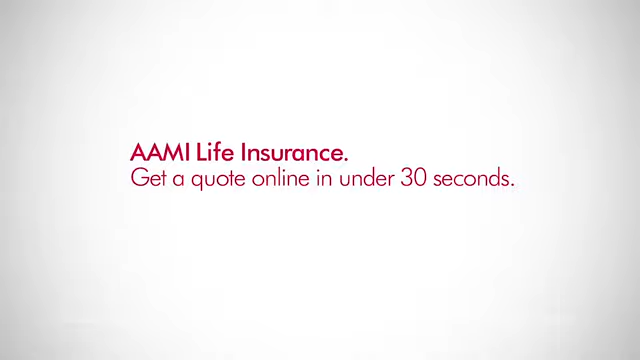 AAMI Life Insurance.
Get a quote online in under 30 seconds.